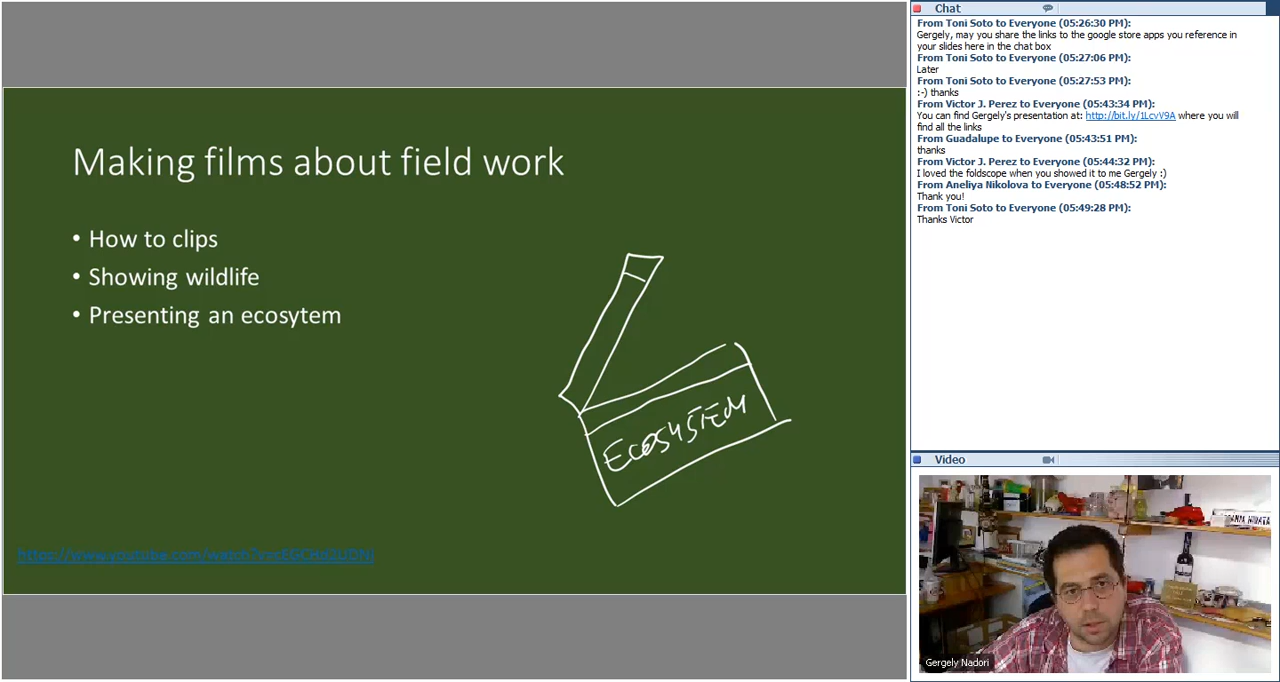 Making films about field work
• How to clips
• Showing wildlife
• Presenting an ecosytem
ECOSYSTEM
Chat
From Toni Soto to Everyone (05:26:30 PM):
Gergely, may you share the links to the google store apps you reference in
your slides here in the chat box
From Toni Soto to Everyone (05:27:06 PM):
Later
From Toni Soto to Everyone (05:27:53 PM):
:-) thanks
From Victor J. Perez to Everyone (05:43:34 PM):
You can find Gergely's presentation at: http://bit.ly/1LcvV9A where you will
find all the links
From Guadalupe to Everyone (05:43:51 PM):
thanks
From Victor J. Perez to Everyone (05:44:32 PM):
I loved the foldscope when you showed it to me Gergely :)
From Aneliya Nikolova to Everyone (05:48:52 PM):
Thank you!
From Toni Soto to Everyone (05:49:28 PM):
Thanks Victor
Video
Gergely Nadori